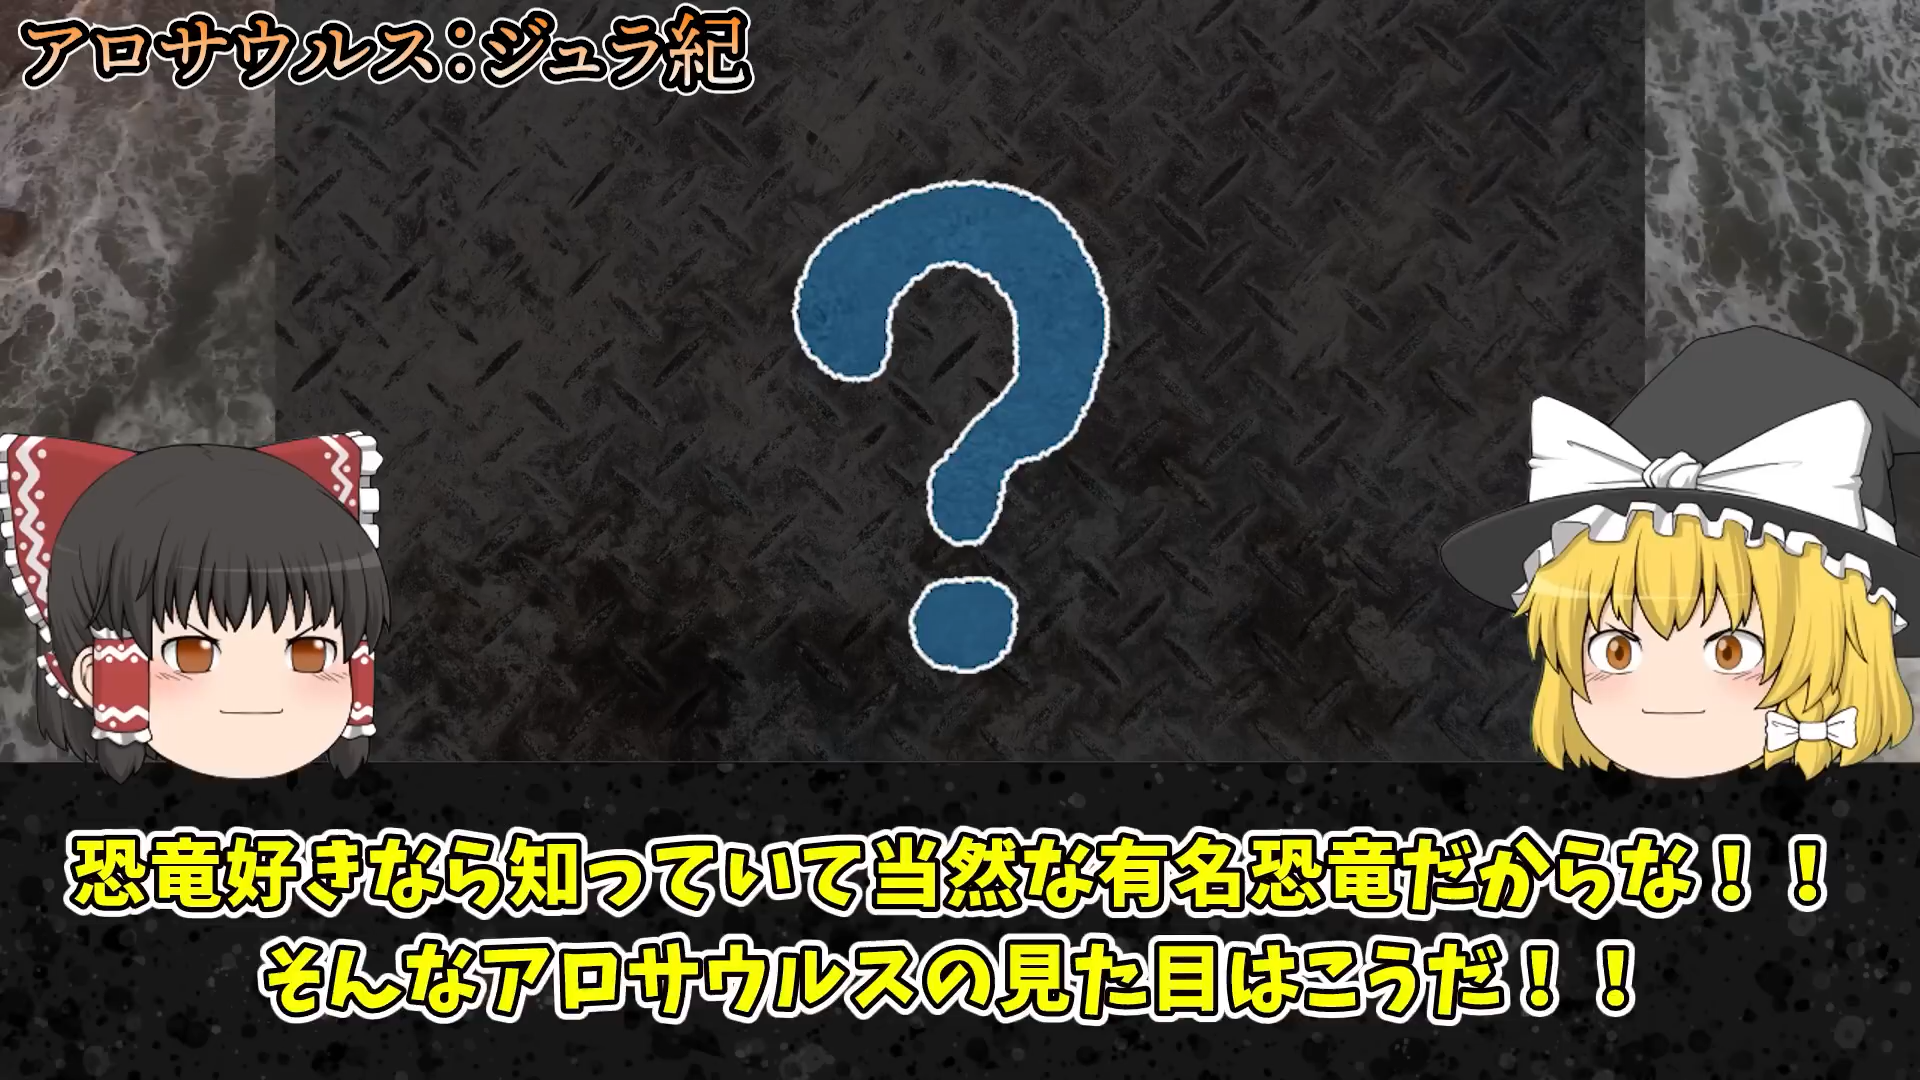 アロサウルス：ジュラ紀
恐竜好きなら知っていて当然な有名恐竜だからな！！
そんなアロサウルスの見た目はこうだ！！